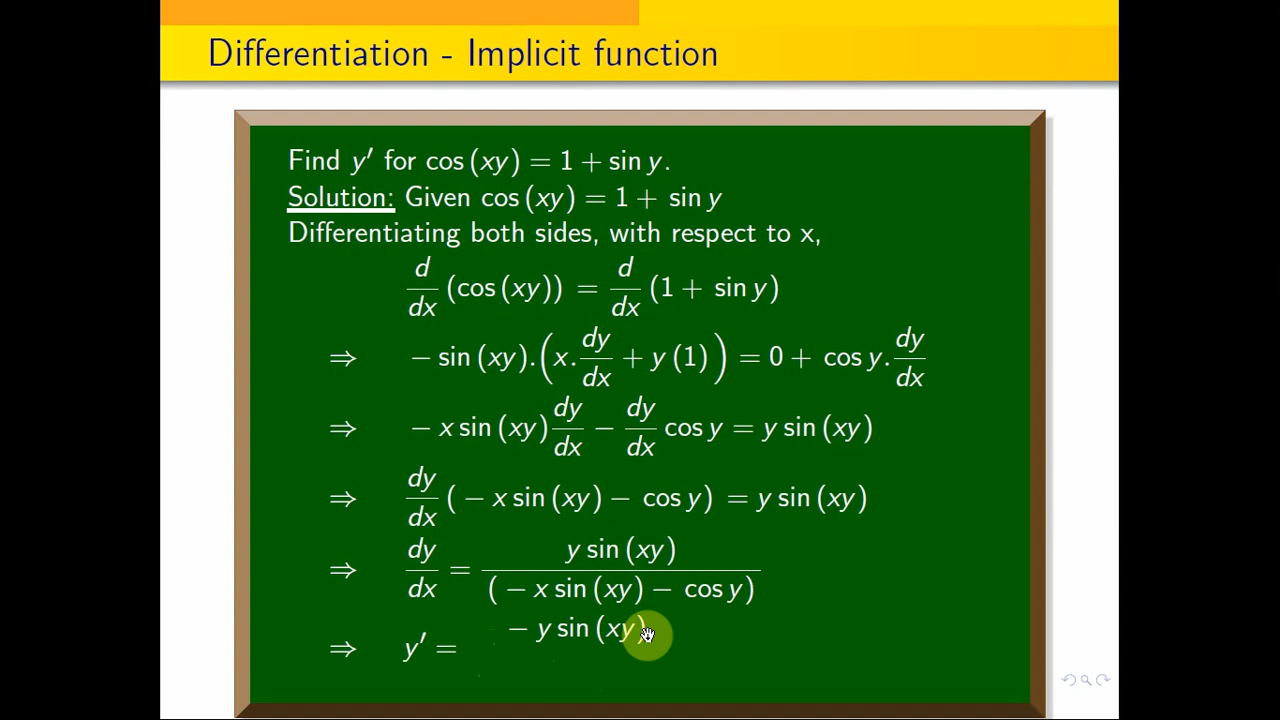 Differentiation - Implicit function
Find y′ for cos (xy) = 1 + sin y.
Solution: Given cos (xy) = 1 + sin y
Differentiating both sides, with respect to x,
d/dx (cos (xy)) = d/dx (1 + sin y)
⇒ − sin (xy). (x. dy/dx + y (1)) = 0 + cos y. dy/dx
⇒ − x sin (xy) dy/dx − dy/dx cos y = y sin (xy)
⇒ dy/dx ( − x sin (xy) − cos y) = y sin (xy)
⇒ dy/dx = y sin (xy) / ( − x sin (xy) − cos y)
⇒ y′ = − y sin (xy)